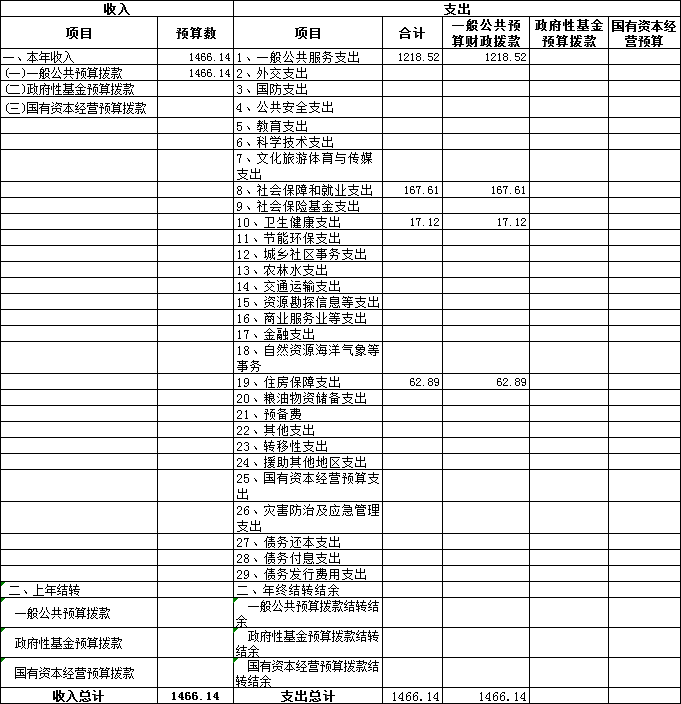 收入 支出
项目 预算数 项目 合计 一般公共预算财政拨款 政府性基金预算拨款 国有资本经营预算
一、本年收入 1466.14 1、一般公共服务支出 1218.52 1218.52
(一)一般公共预算拨款 1466.14 2、外交支出
(二)政府性基金预算拨款 3、国防支出
(三)国有资本经营预算拨款 4、公共安全支出
5、教育支出
6、科学技术支出
7、文化旅游体育与传媒
支出
8、社会保障和就业支出 167.61 167.61
9、社会保险基金支出
10、卫生健康支出 17.12 17.12
11、节能环保支出
12、城乡社区事务支出
13、农林水支出
14、交通运输支出
15、资源勘探信息等支出
16、商业服务业等支出
17、金融支出
18、自然资源海洋气象等
事务
19、住房保障支出 62.89 62.89
20、粮油物资储备支出
21、预备费
22、其他支出
23、转移性支出
24、援助其他地区支出
25、国有资本经营预算支
出
26、灾害防治及应急管理
支出
27、债务还本支出
28、债务付息支出
29、债务发行费用支出
二、上年结转 二、年终结转结余
一般公共预算拨款 一般公共预算拨款结转结
余
政府性基金预算拨款 政府性基金预算拨款结转
结余
国有资本经营预算拨款 国有资本经营预算拨款结
转结余
收入总计 1466.14 支出总计 1466.14 1466.14